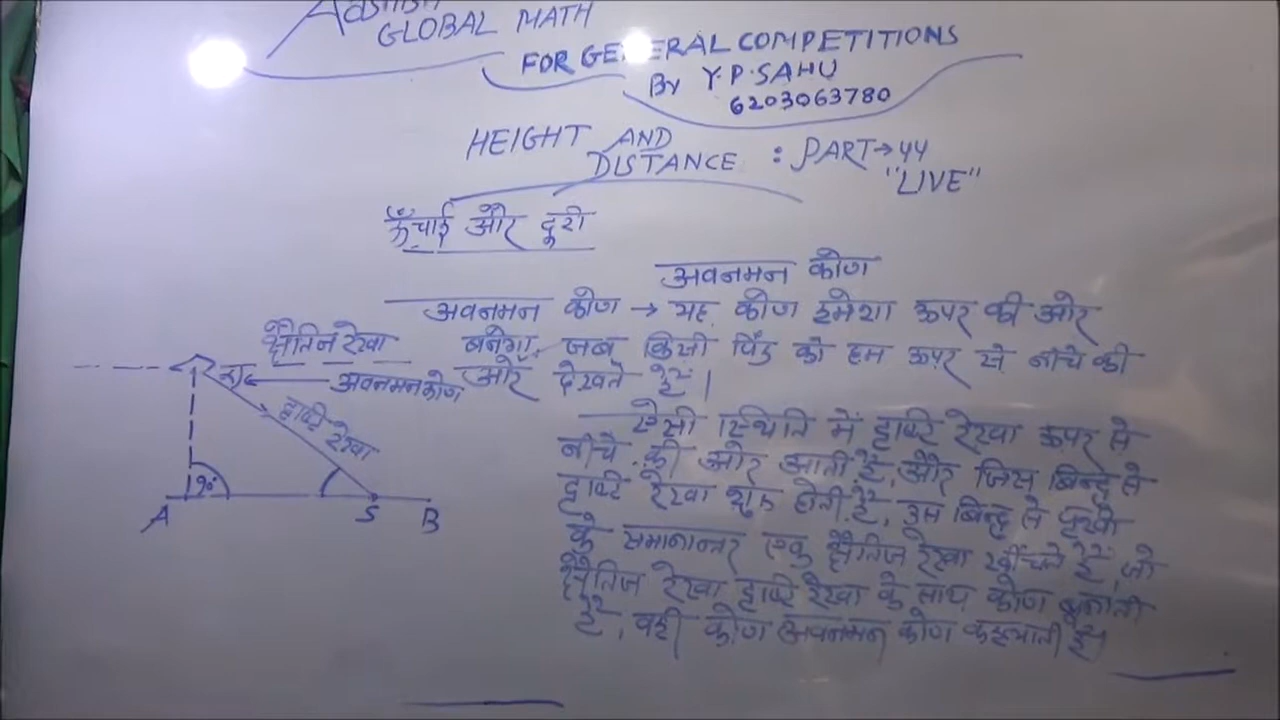 GLOBAL MATH
FOR GENERAL COMPETITIONS
By Y.P.SAHU
6203063780
HEIGHT AND
DISTANCE : PART→44
"LIVE"
ऊँचाई और दूरी
अवनमन कोण
अवनमन कोण → यह कोण हमेशा ऊपर की ओर
बनेगा, जब किसी पिंड को हम ऊपर से नीचे की
ओर देखते हैं।
क्षैतिज रेखा
अवनमन कोण
दृष्टि रेखा
90°
A S B
ऐसी स्थिति में दृष्टि रेखा ऊपर से
नीचे की ओर आती है, और जिस बिन्दु से
दृष्टि रेखा शुरू होती है, उस बिन्दु से पृथ्वी
के समानान्तर एक क्षैतिज रेखा खींचते हैं, जो
क्षैतिज रेखा दृष्टि रेखा के साथ कोण बनाती
है, वही कोण अवनमन कोण कहलाती है।